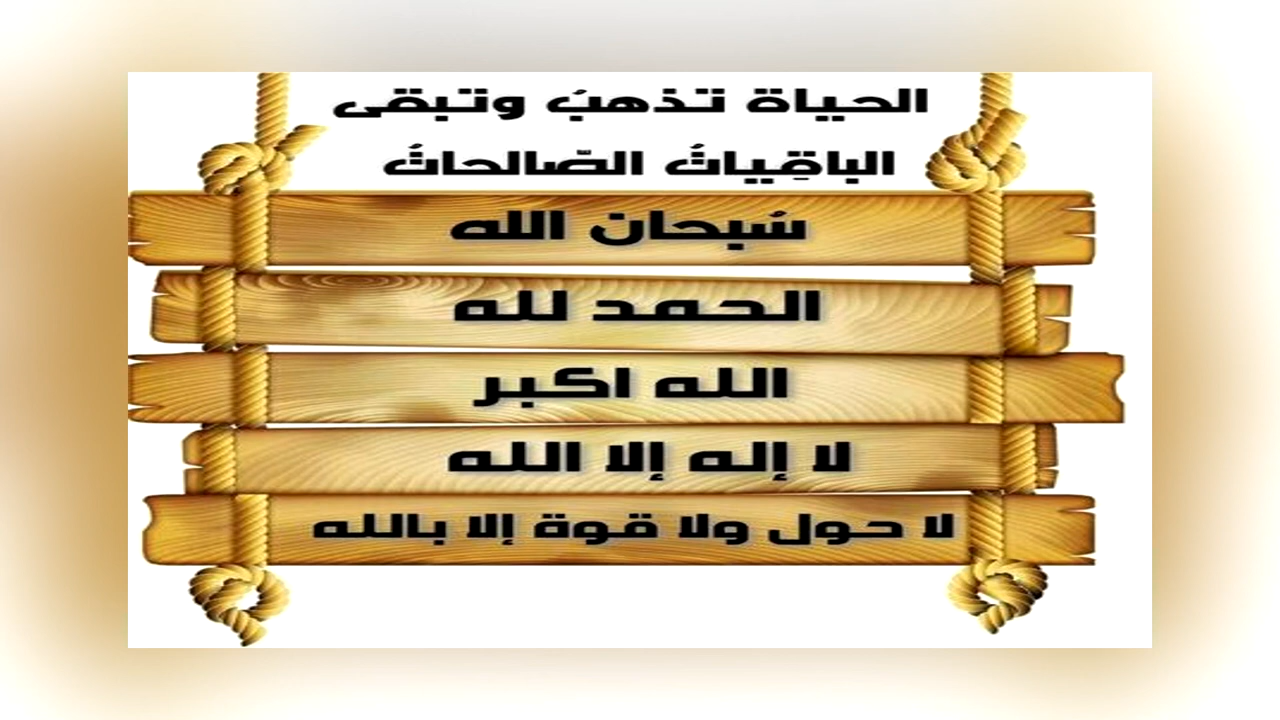 الحياة تذهبُ وتبقى
الباقِياتُ الصّالحاتُ
سُبحان الله
الحمد لله
الله اكبر
لا إله إلا الله
لا حول ولا قوة إلا بالله